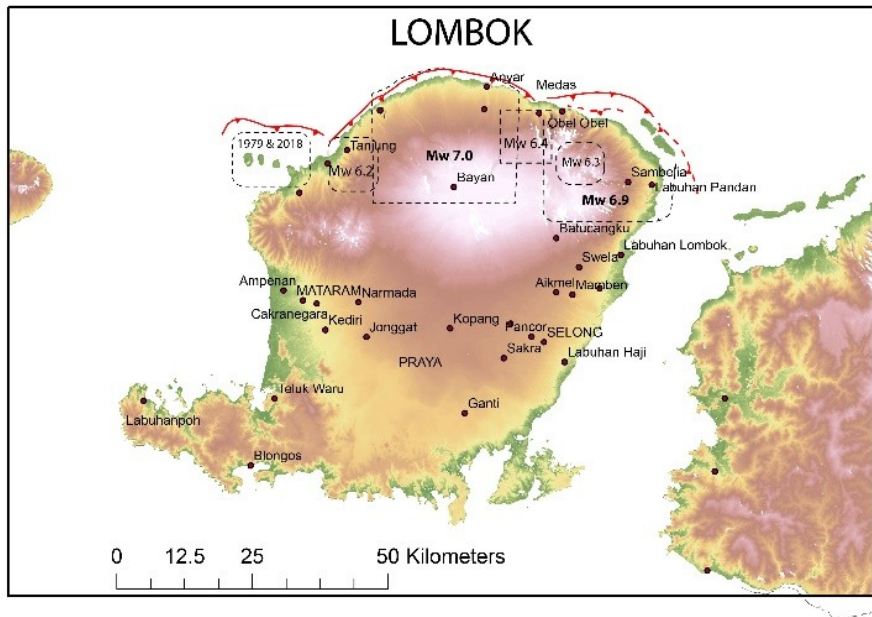 LOMBOK
Anyar
Medas
Obel Obel
1979 & 2018
Tanjung
Mw 6.4
Mw 7.0
Mw 6.3
Mw 6.2
Bayan
Sambelia
Labuhan Pandan
Mw 6.9
Batucangku
Labuhan Lombok
Swela
Ampenan
Aikmel
Mamben
MATARAM
Narmada
Cakranegara
Kediri
Kopang
Pancor
SELONG
Jonggat
Sakra
PRAYA
Labuhan Haji
Teluk Waru
Labuhanpoh
Ganti
Blongos
0 12.5 25 50 Kilometers